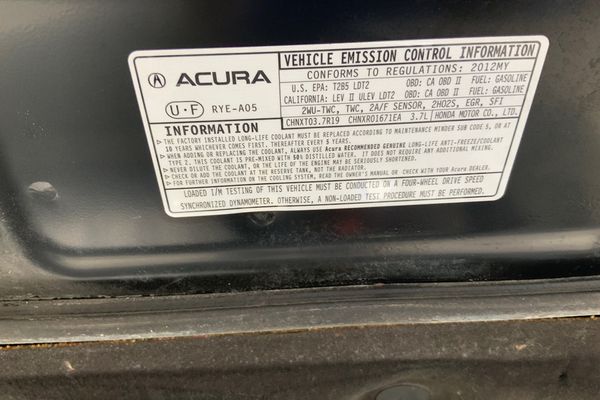 ACURA
VEHICLE EMISSION CONTROL INFORMATION
CONFORMS TO REGULATIONS: 2012MY
U.S. EPA: T2B5 LDT2 OBD: CA OBD II FUEL: GASOLINE
CALIFORNIA: LEV II ULEV LDT2 OBD: CA OBD II FUEL: GASOLINE
U-F RYE-A05
2WU-TWC, TWC, 2A/F SENSOR, 2HO2S, EGR, SFI
CHNXT03.7R19 CHNXR0167IEA 3.7L HONDA MOTOR CO., LTD.
INFORMATION
THE FACTORY INSTALLED LONG-LIFE COOLANT MUST BE REPLACED ACCORDING TO MAINTENANCE MINDER SUB CODE 5, OR AT
10 YEARS WHICHEVER COMES FIRST. THEREAFTER EVERY 5 YEARS.
WHEN ADDING OR REPLACING THE COOLANT, ALWAYS USE Acura RECOMMENDED GENUINE LONG-LIFE ANTI-FREEZE/COOLANT
TYPE 2. THIS COOLANT IS PRE-MIXED WITH 50% DISTILLED WATER. IT DOES NOT REQUIRE ANY ADDITIONAL MIXING.
NEVER DILUTE THE COOLANT, OR THE LIFE OF THE ENGINE MAY BE SERIOUSLY SHORTENED.
CHECK OR ADD THE COOLANT AT THE RESERVE TANK, NOT THE RADIATOR.
FOR FURTHER INFORMATION ON THE COOLING SYSTEM, READ THE OWNER'S MANUAL OR CHECK WITH YOUR Acura DEALER.
LOADED I/M TESTING OF THIS VEHICLE MUST BE CONDUCTED ON A FOUR-WHEEL DRIVE SPEED
SYNCHRONIZED DYNAMOMETER. OTHERWISE, A NON-LOADED TEST PROCEDURE MUST BE PERFORMED.